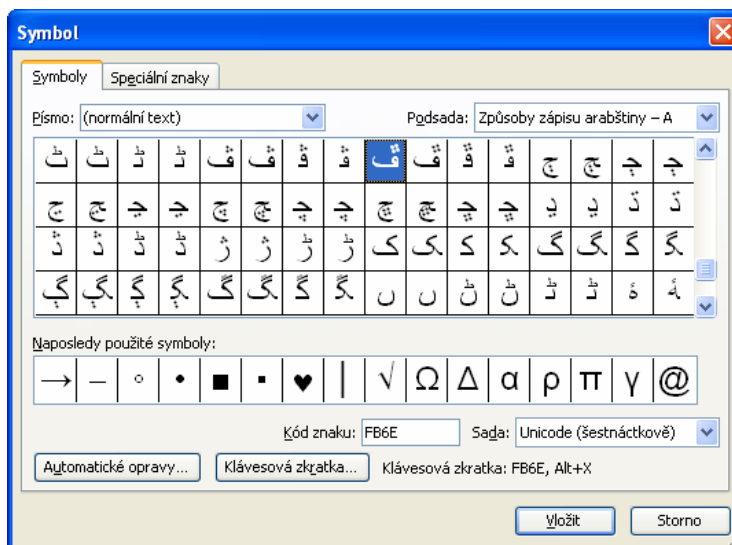 Symbol
Symboly Speciální znaky
Písmo: (normální text) Podsada: Způsoby zápisu arabštiny – A
ﭦ ﭧ ﭨ ﭩ ﭪ ﭫ ﭬ ﭭ ﭮ ﭯ ﭰ ﭱ ﭲ ﭳ ﭴ ﭵ
ﭶ ﭷ ﭸ ﭹ ﭺ ﭻ ﭼ ﭽ ﭾ ﭿ ﮀ ﮁ ﮂ ﮃ ﮄ ﮅ
ﮆ ﮇ ﮈ ﮉ ﮊ ﮋ ﮌ ﮍ ﮎ ﮏ ﮐ ﮑ ﮒ ﮓ ﮔ ﮕ
ﮖ ﮗ ﮘ ﮙ ﮚ ﮛ ﮜ ﮝ ﮞ ﮟ ﮠ ﮡ ﮢ ﮣ ﮤ ﮥ
Naposledy použité symboly:
→ – ◦ • ■ ▪ ♥ | √ Ω Δ α ρ π γ @
Kód znaku: FB6E Sada: Unicode (šestnáctkově)
Automatické opravy... Klávesová zkratka... Klávesová zkratka: FB6E, Alt+X
Vložit Storno